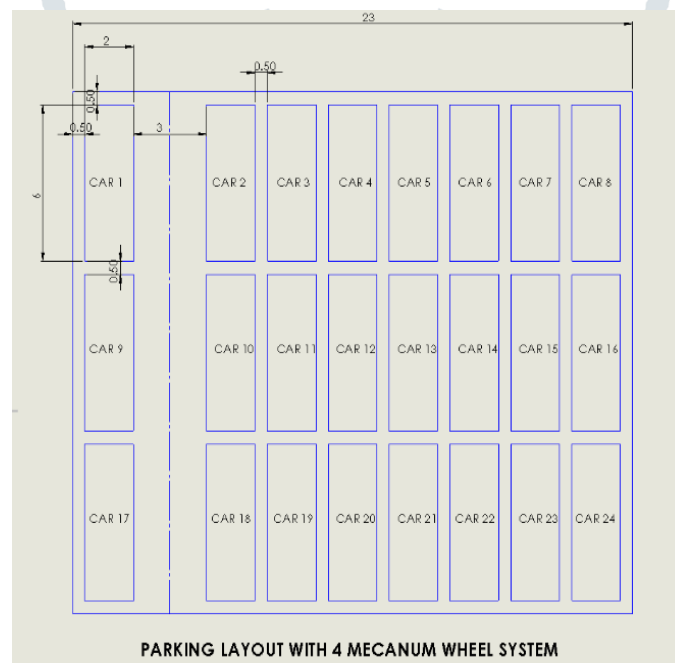 23
2
0.50
0.50
0.50
3
6
CAR 1
CAR 2
CAR 3
CAR 4
CAR 5
CAR 6
CAR 7
CAR 8
0.50
CAR 9
CAR 10
CAR 11
CAR 12
CAR 13
CAR 14
CAR 15
CAR 16
CAR 17
CAR 18
CAR 19
CAR 20
CAR 21
CAR 22
CAR 23
CAR 24
PARKING LAYOUT WITH 4 MECANUM WHEEL SYSTEM